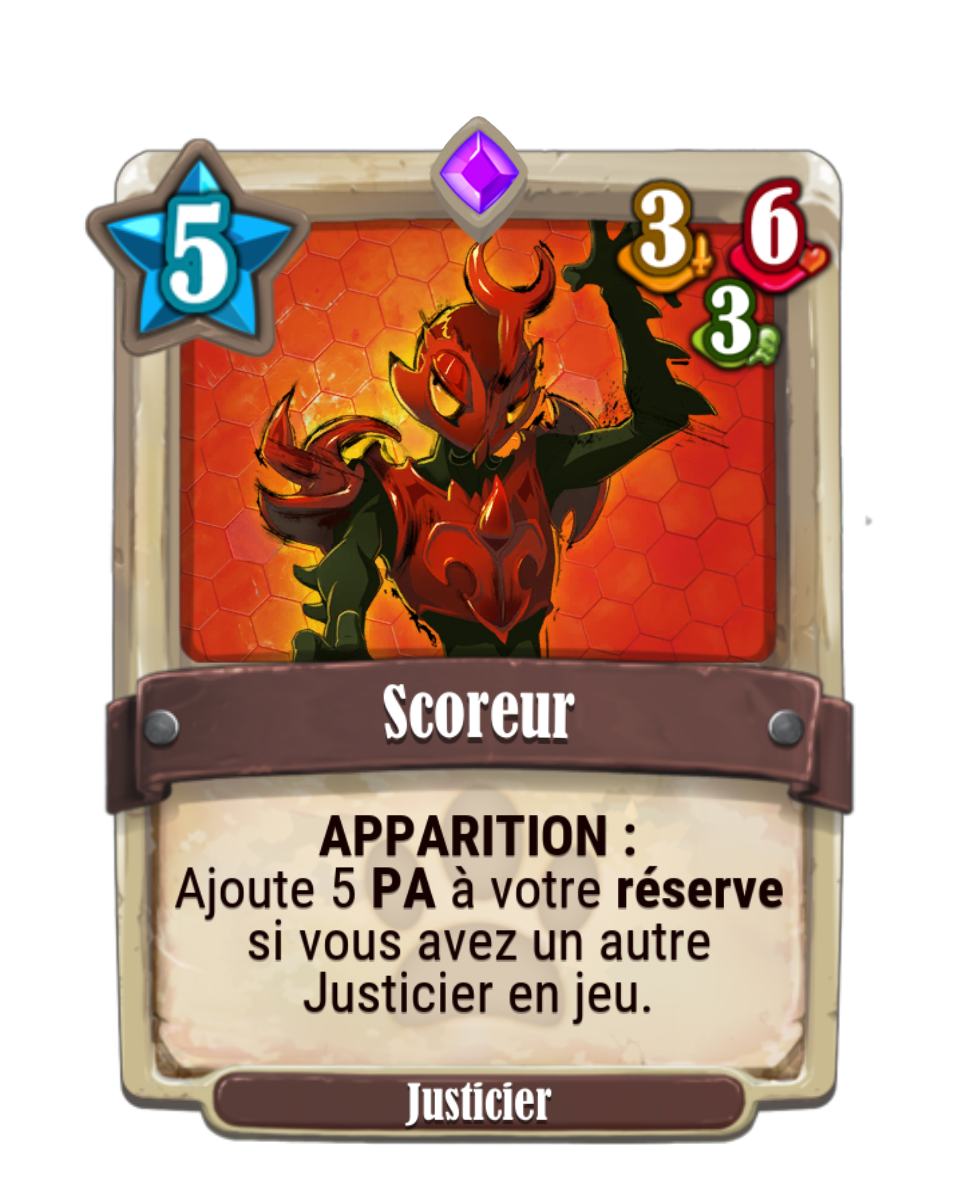 5
3
6
3
Scoreur
APPARITION :
Ajoute 5 PA à votre réserve
si vous avez un autre
Justicier en jeu.
Justicier